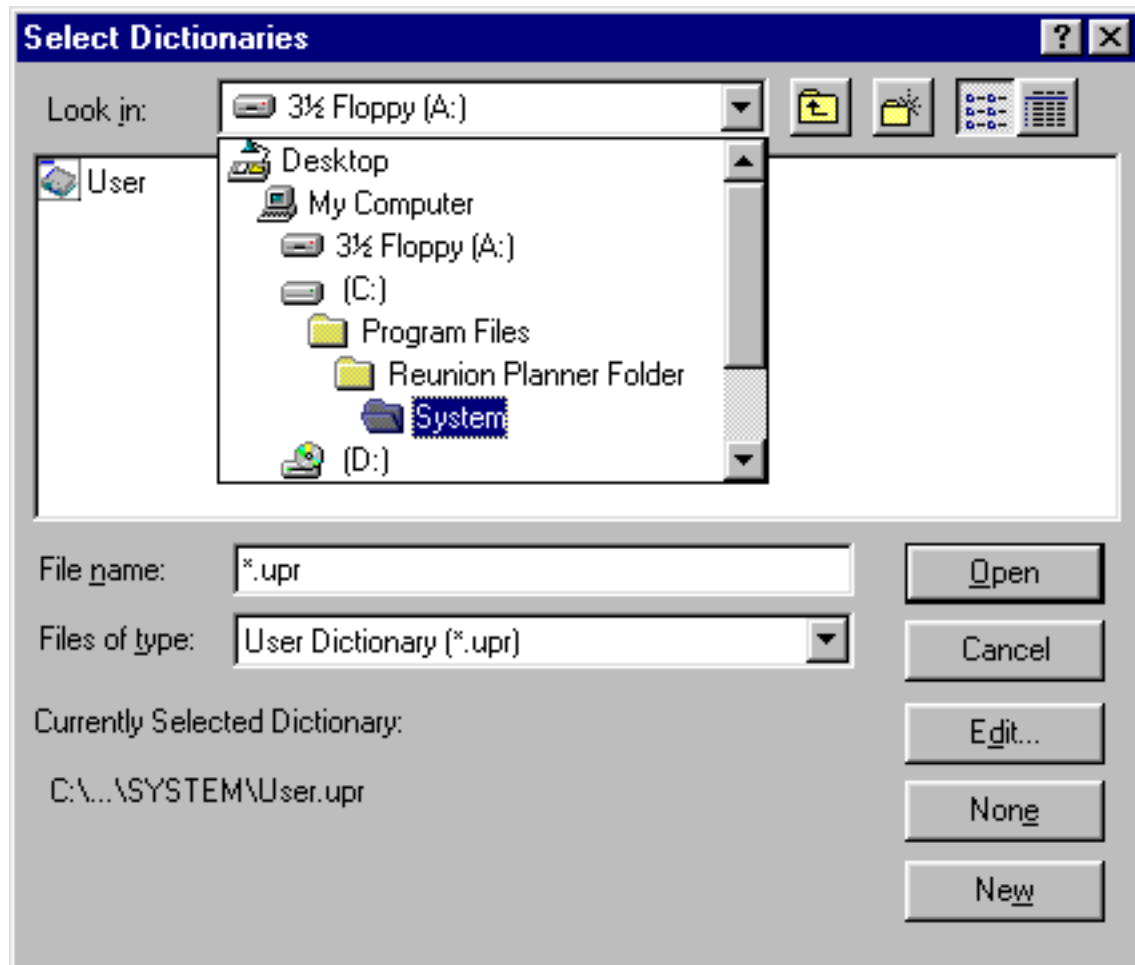 Select Dictionaries
Look in:
3½ Floppy (A:)
User
Desktop
My Computer
3½ Floppy (A:)
(C:)
Program Files
Reunion Planner Folder
System
(D:)
File name:
*.upr
Open
Files of type:
User Dictionary (*.upr)
Cancel
Currently Selected Dictionary:
Edit...
C:\...\SYSTEM\User.upr
None
New